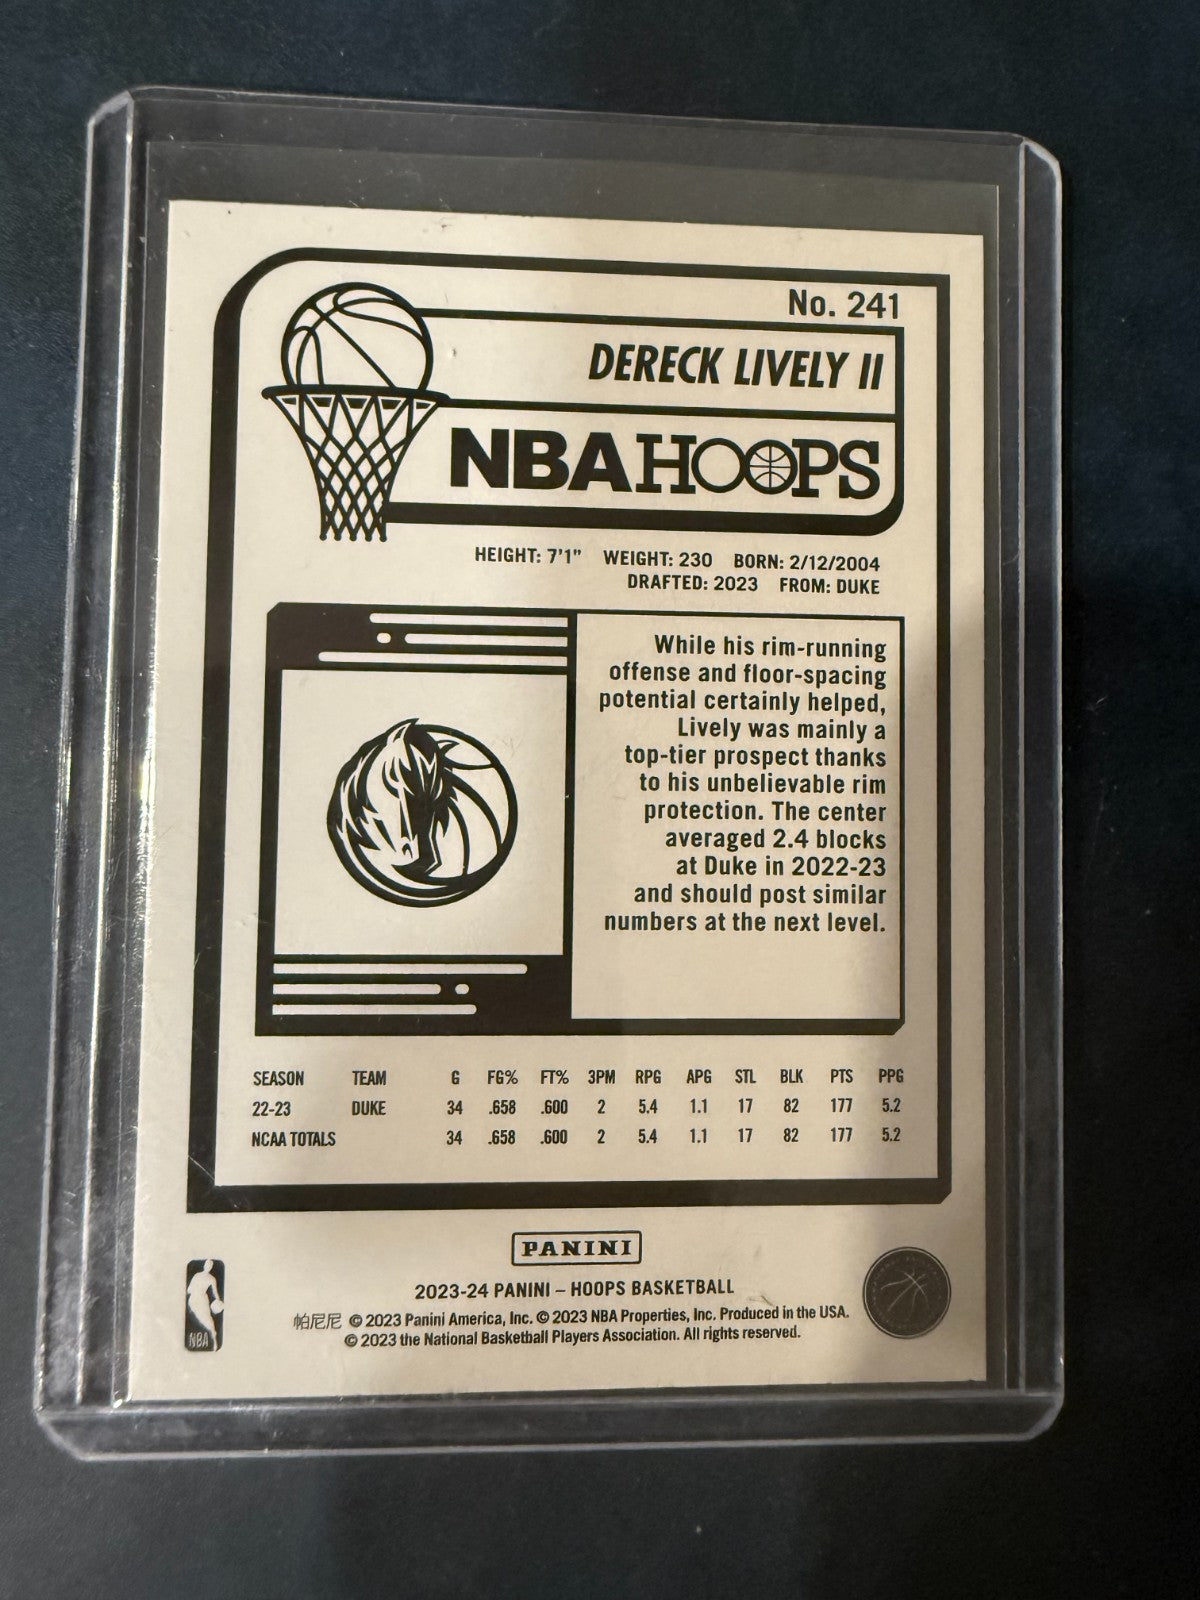 No. 241
DERECK LIVELY II
NBA HOOPS
HEIGHT: 7'1" WEIGHT: 230 BORN: 2/12/2004
DRAFTED: 2023 FROM: DUKE
While his rim-running
offense and floor-spacing
potential certainly helped,
Lively was mainly a
top-tier prospect thanks
to his unbelievable rim
protection. The center
averaged 2.4 blocks
at Duke in 2022-23
and should post similar
numbers at the next level.
SEASON TEAM G FG% FT% 3PM RPG APG STL BLK PTS PPG
22-23 DUKE 34 .658 .600 2 5.4 1.1 17 82 177 5.2
NCAA TOTALS 34 .658 .600 2 5.4 1.1 17 82 177 5.2
PANINI
2023-24 PANINI – HOOPS BASKETBALL
帕尼尼 © 2023 Panini America, Inc. © 2023 NBA Properties, Inc. Produced in the USA.
© 2023 the National Basketball Players Association. All rights reserved.
NBA